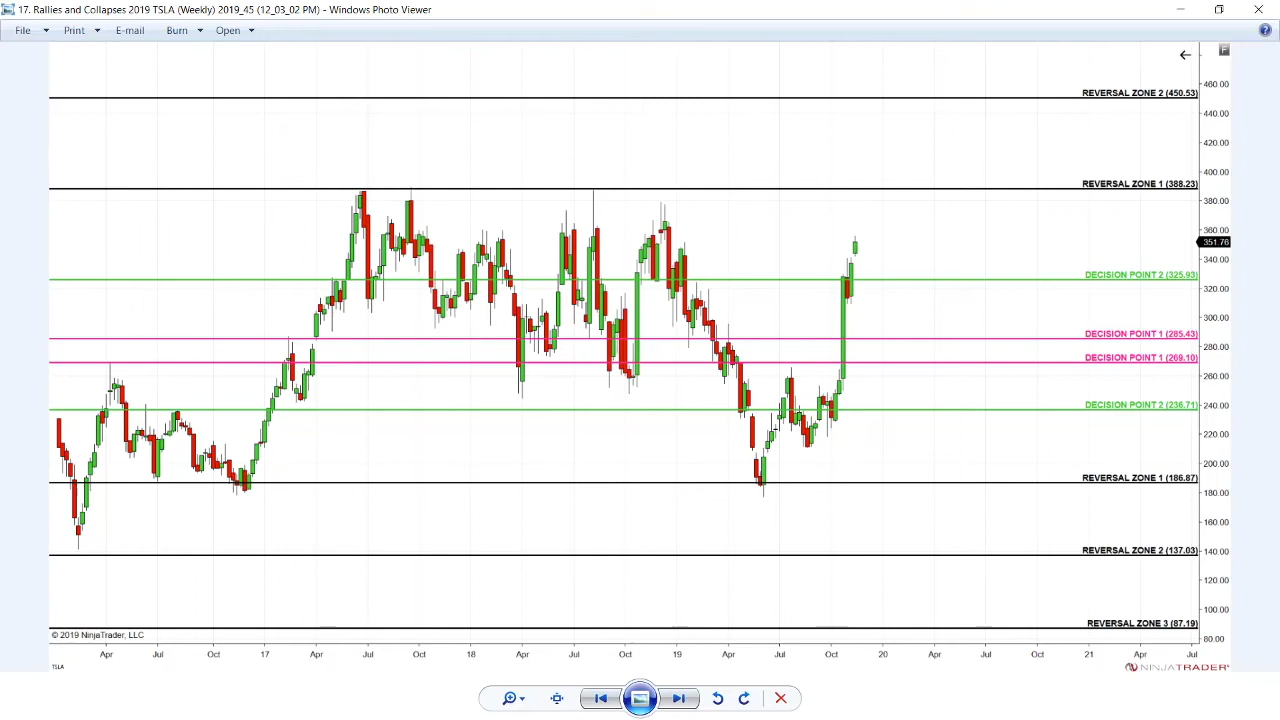 17. Rallies and Collapses 2019 TSLA (Weekly) 2019_45 (12_03_02 PM) - Windows Photo Viewer
File Print E-mail Burn Open
F
460.00
REVERSAL ZONE 2 (450.53)
440.00
420.00
400.00
REVERSAL ZONE 1 (388.23)
380.00
360.00
351.76
340.00
DECISION POINT 2 (325.93)
320.00
300.00
DECISION POINT 1 (285.43)
280.00
DECISION POINT 1 (269.10)
260.00
DECISION POINT 2 (236.71)
240.00
220.00
200.00
REVERSAL ZONE 1 (186.87)
180.00
160.00
REVERSAL ZONE 2 (137.03)
140.00
120.00
100.00
REVERSAL ZONE 3 (87.19)
© 2019 NinjaTrader, LLC
80.00
Apr Jul Oct 17 Apr Jul Oct 18 Apr Jul Oct 19 Apr Jul Oct 20 Apr Jul Oct 21 Apr Jul
TSLA
NINJATRADER